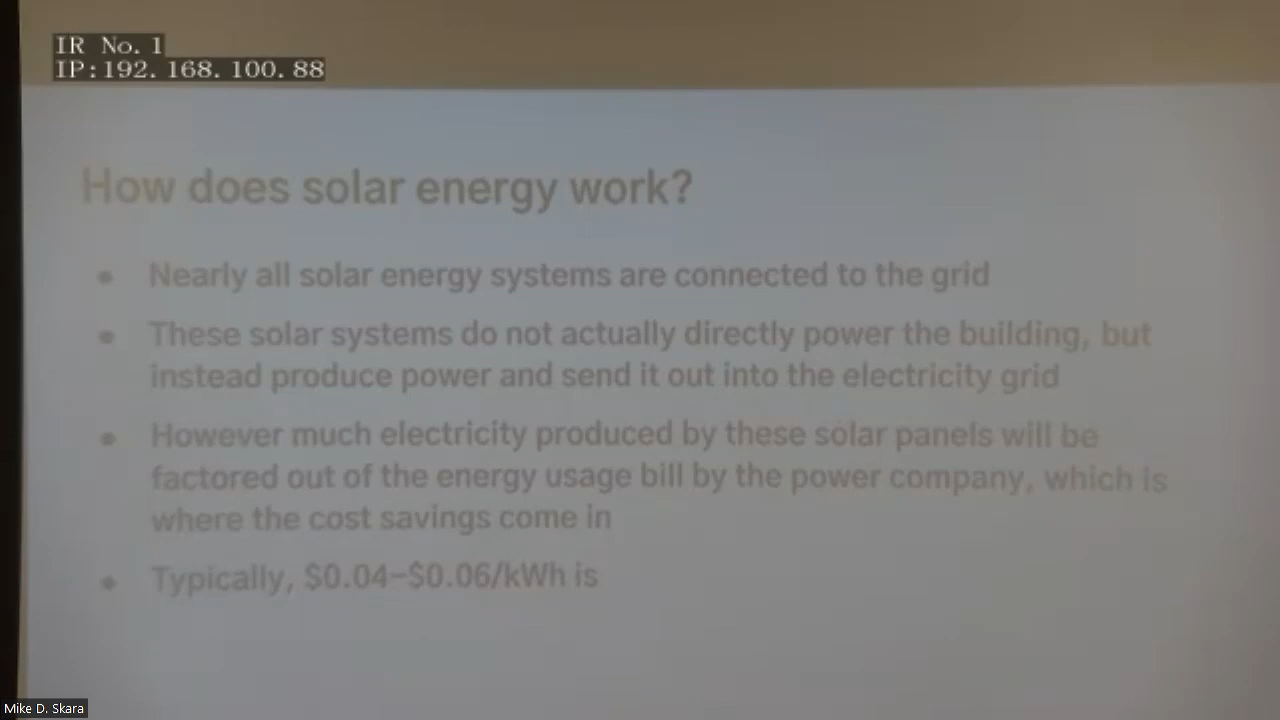 IR No. 1
IP:192.168.100.88
How does solar energy work?
• Nearly all solar energy systems are connected to the grid
• These solar systems do not actually directly power the building, but
instead produce power and send it out into the electricity grid
• However much electricity produced by these solar panels will be
factored out of the energy usage bill by the power company, which is
where the cost savings come in
• Typically, $0.04–$0.06/kWh is
Mike D. Skara